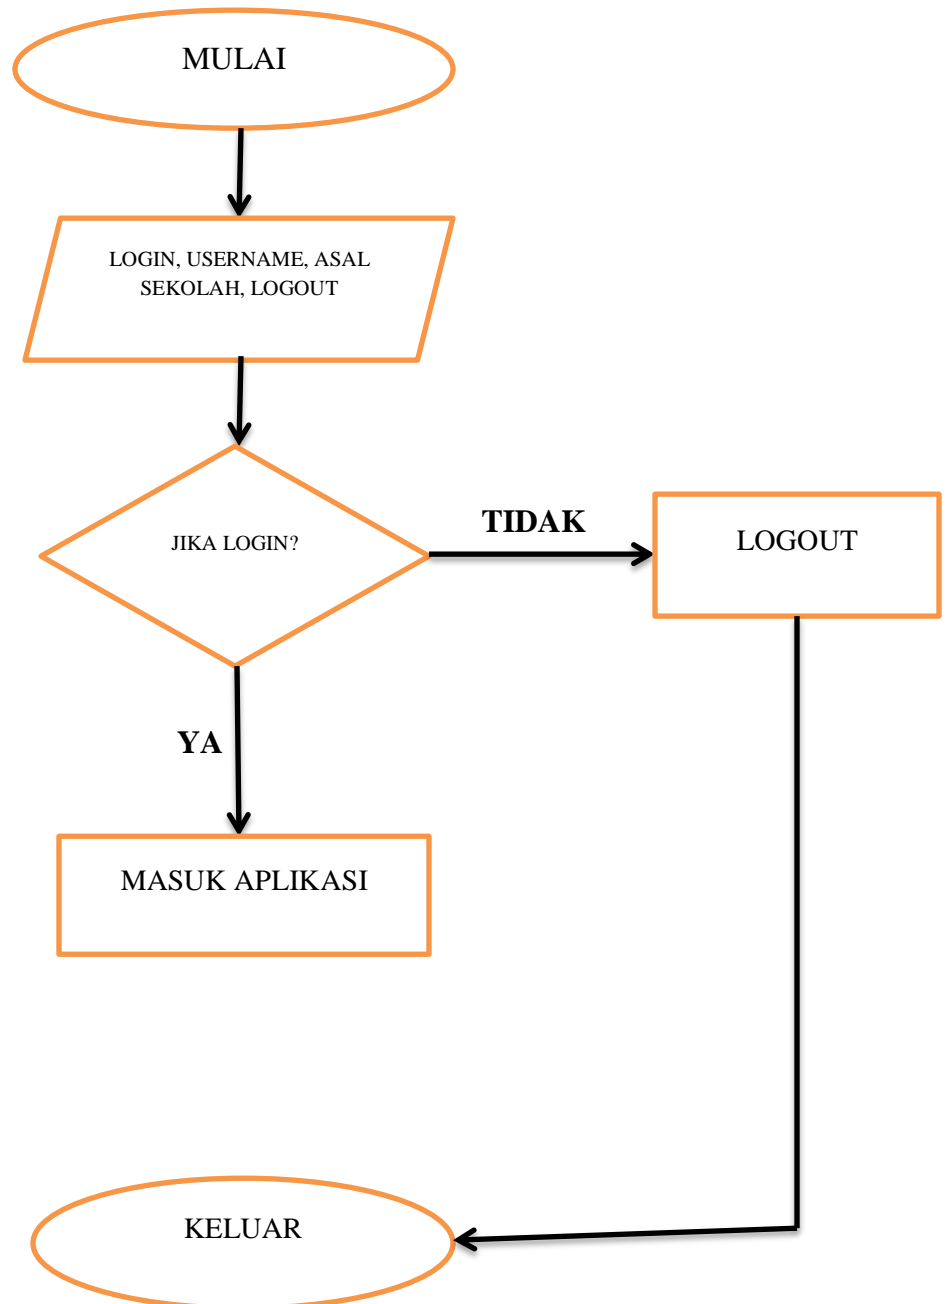 MULAI
LOGIN, USERNAME, ASAL
SEKOLAH, LOGOUT
JIKA LOGIN?
TIDAK
LOGOUT
YA
MASUK APLIKASI
KELUAR